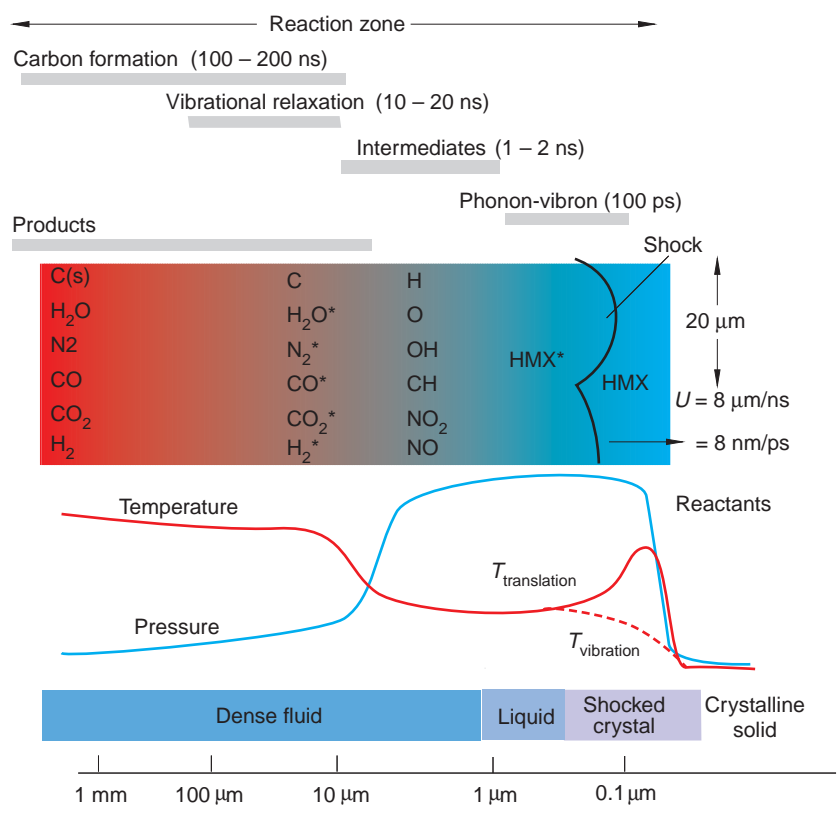 Reaction zone
Carbon formation (100 – 200 ns)
Vibrational relaxation (10 – 20 ns)
Intermediates (1 – 2 ns)
Phonon-vibron (100 ps)
Products
Shock
C(s)
C
H
H₂O
H₂O*
O
20 μm
N2
N₂*
OH
HMX*
CO
CO*
CH
HMX
U = 8 μm/ns
CO₂
CO₂*
NO₂
H₂
H₂*
NO
= 8 nm/ps
Temperature
Reactants
T translation
Pressure
T vibration
Dense fluid
Liquid
Shocked
crystal
Crystalline
solid
1 mm
100 μm
10 μm
1 μm
0.1 μm